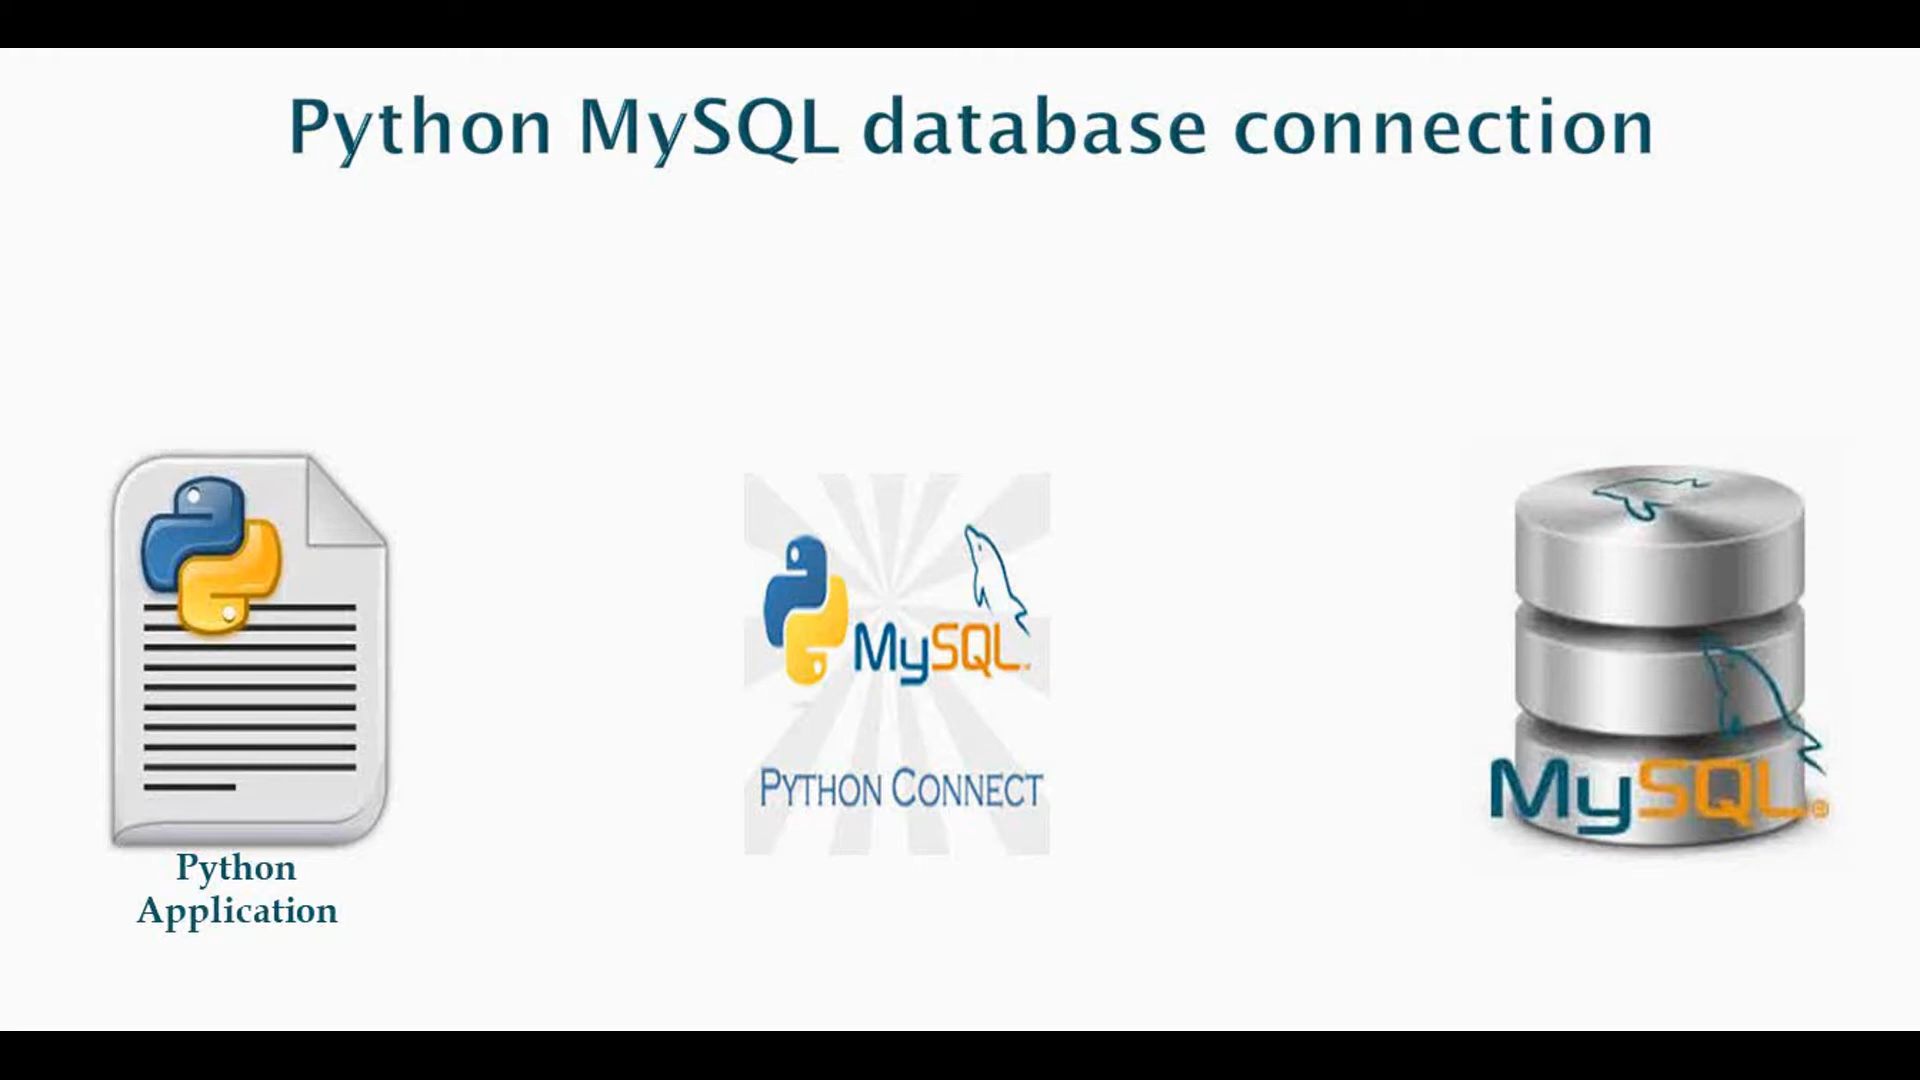 Python MySQL database connection
MySQL
PYTHON CONNECT
MySQL®
Python
Application